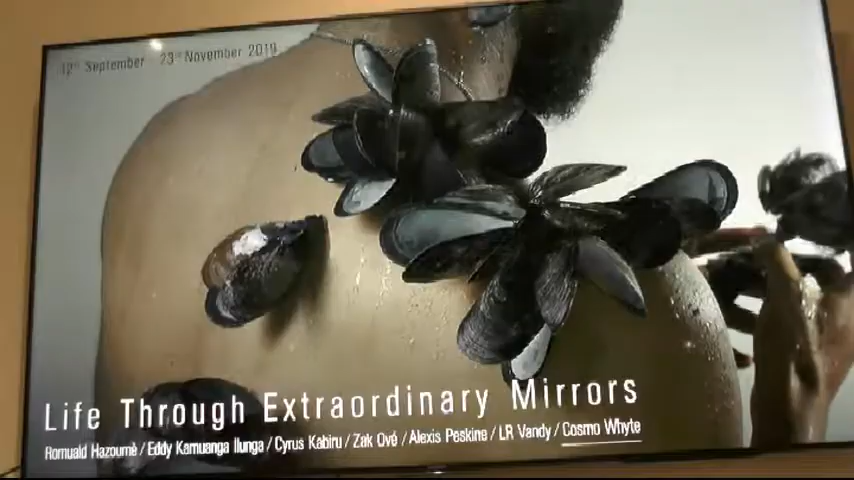 12th September - 23rd November 2019
Life Through Extraordinary Mirrors
Romuald Hazoumè / Eddy Kamuanga Ilunga / Cyrus Kabiru / Zak Ové / Alexis Peskine / LR Vandy / Cosmo Whyte